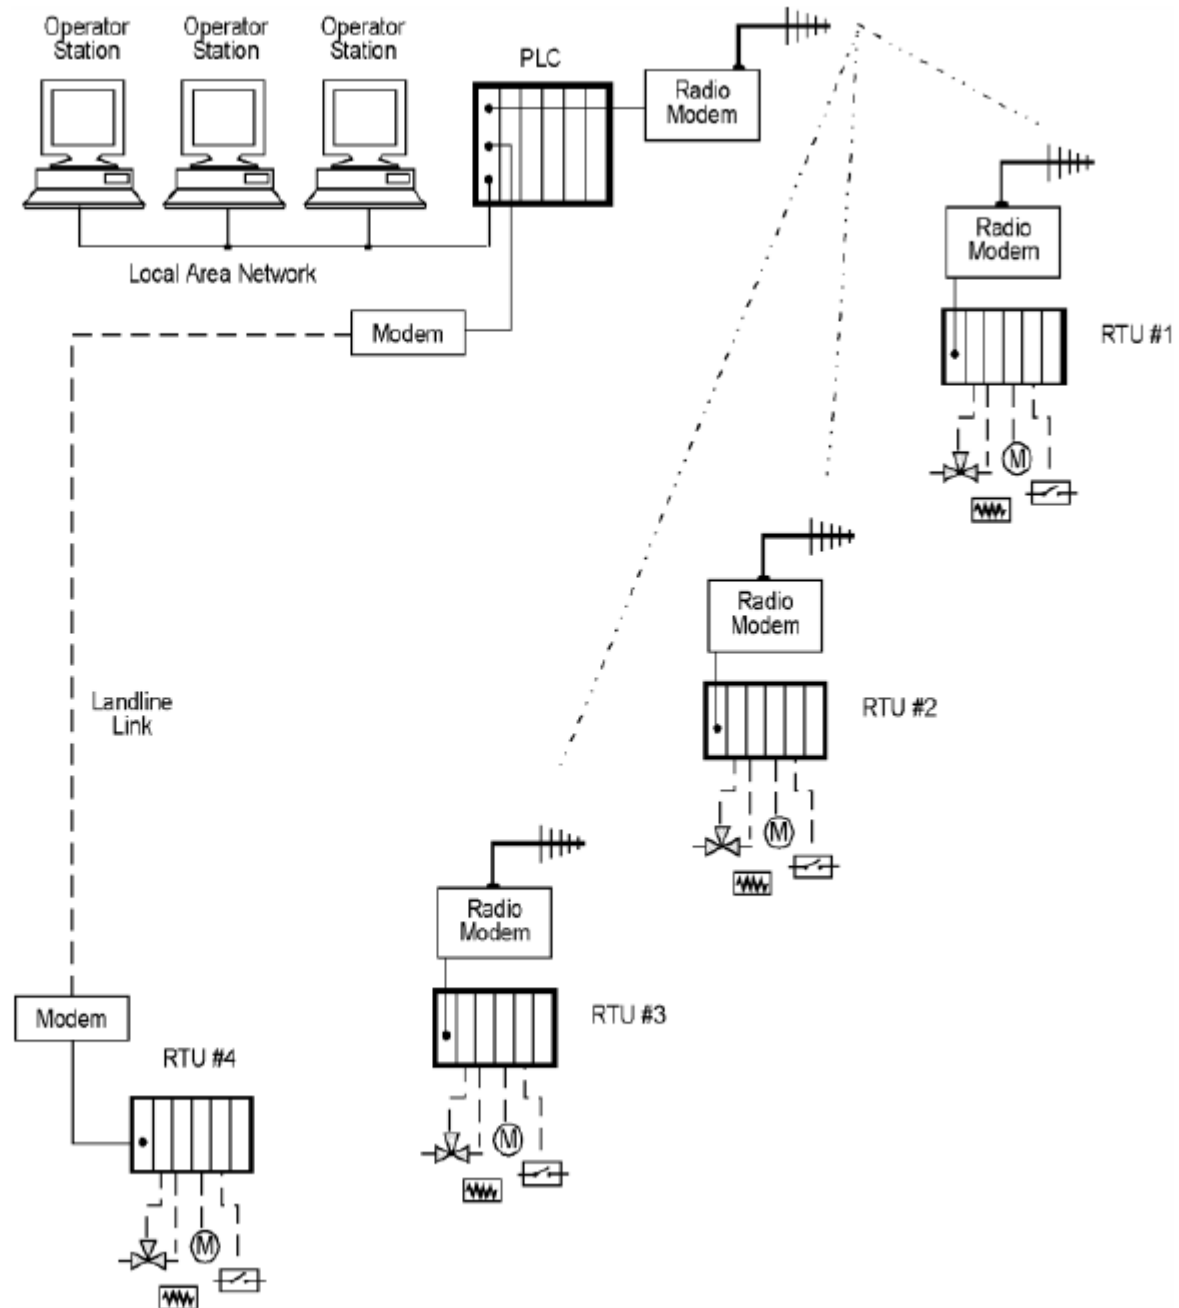 Operator
Station
Operator
Station
Operator
Station
PLC
Radio
Modem
Radio
Modem
Local Area Network
Modem
RTU #1
M
Radio
Modem
Landline
Link
RTU #2
M
Radio
Modem
RTU #3
Modem
RTU #4
M
M